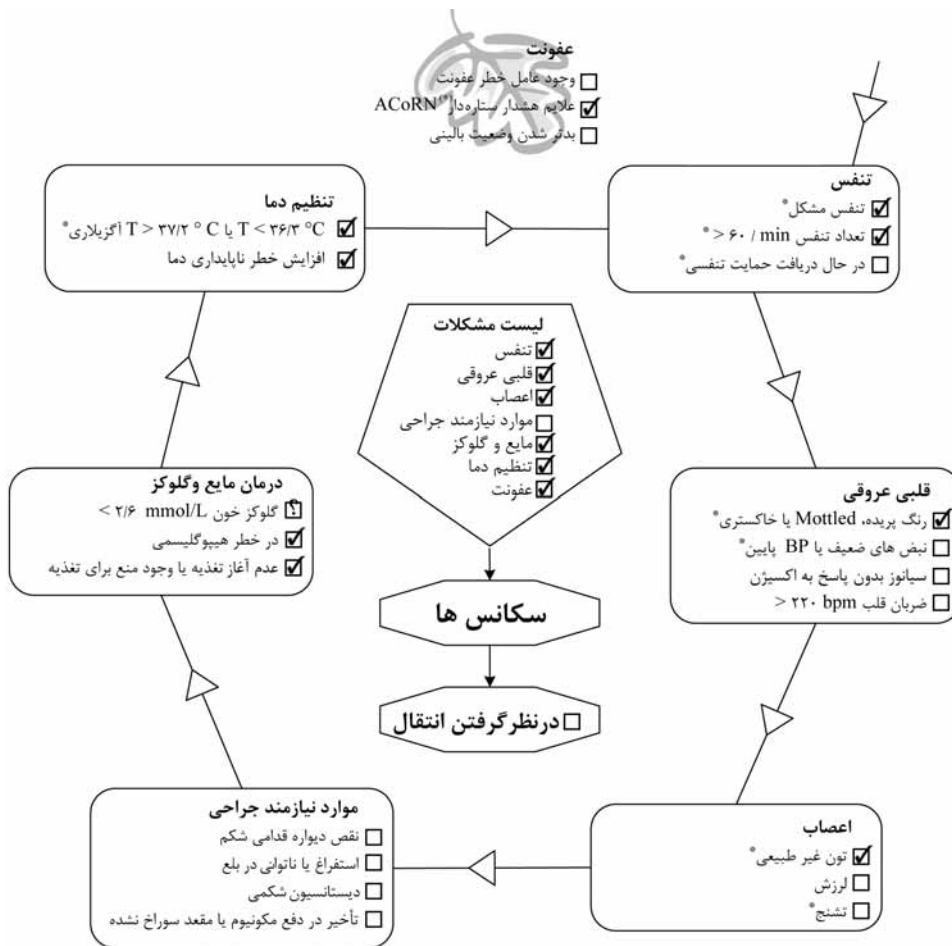 عفونت
☐ وجود عامل خطر عفونت
☑ علایم هشدار ستاره‌دار(*) ACoRN
☐ بدتر شدن وضعیت بالینی
تنفس
☑ تنفس مشکل*
☑ تعداد تنفس ۶۰ / min < *
☐ در حال دریافت حمایت تنفسی*
قلبی عروقی
☑ رنگ پریده، Mottled یا خاکستری*
☐ نبض های ضعیف یا BP پایین*
☐ سیانوز بدون پاسخ به اکسیژن
☐ ضربان قلب ۲۲۰ bpm <
اعصاب
☑ تون غیر طبیعی*
☐ لرزش
☐ تشنج*
موارد نیازمند جراحی
☐ نقص دیواره قدامی شکم
☐ استفراغ یا ناتوانی در بلع
☐ دیستانسیون شکمی
☐ تأخیر در دفع مکونیوم یا مقعد سوراخ نشده
درمان مایع وگلوکز
؟ گلوکز خون ۲/۶ mmol/L >
☑ در خطر هیپوگلیسمی
☑ عدم آغاز تغذیه یا وجود منع برای تغذیه
تنظیم دما
☑ T < ۳۶/۳ °C یا T > ۳۷/۲ ° C آگزیلاری*
☑ افزایش خطر ناپایداری دما
لیست مشکلات
☑ تنفس
☑ قلبی عروقی
☑ اعصاب
☐ موارد نیازمند جراحی
☑ مایع و گلوکز
☑ تنظیم دما
☑ عفونت
سکانس ها
☐ درنظرگرفتن انتقال